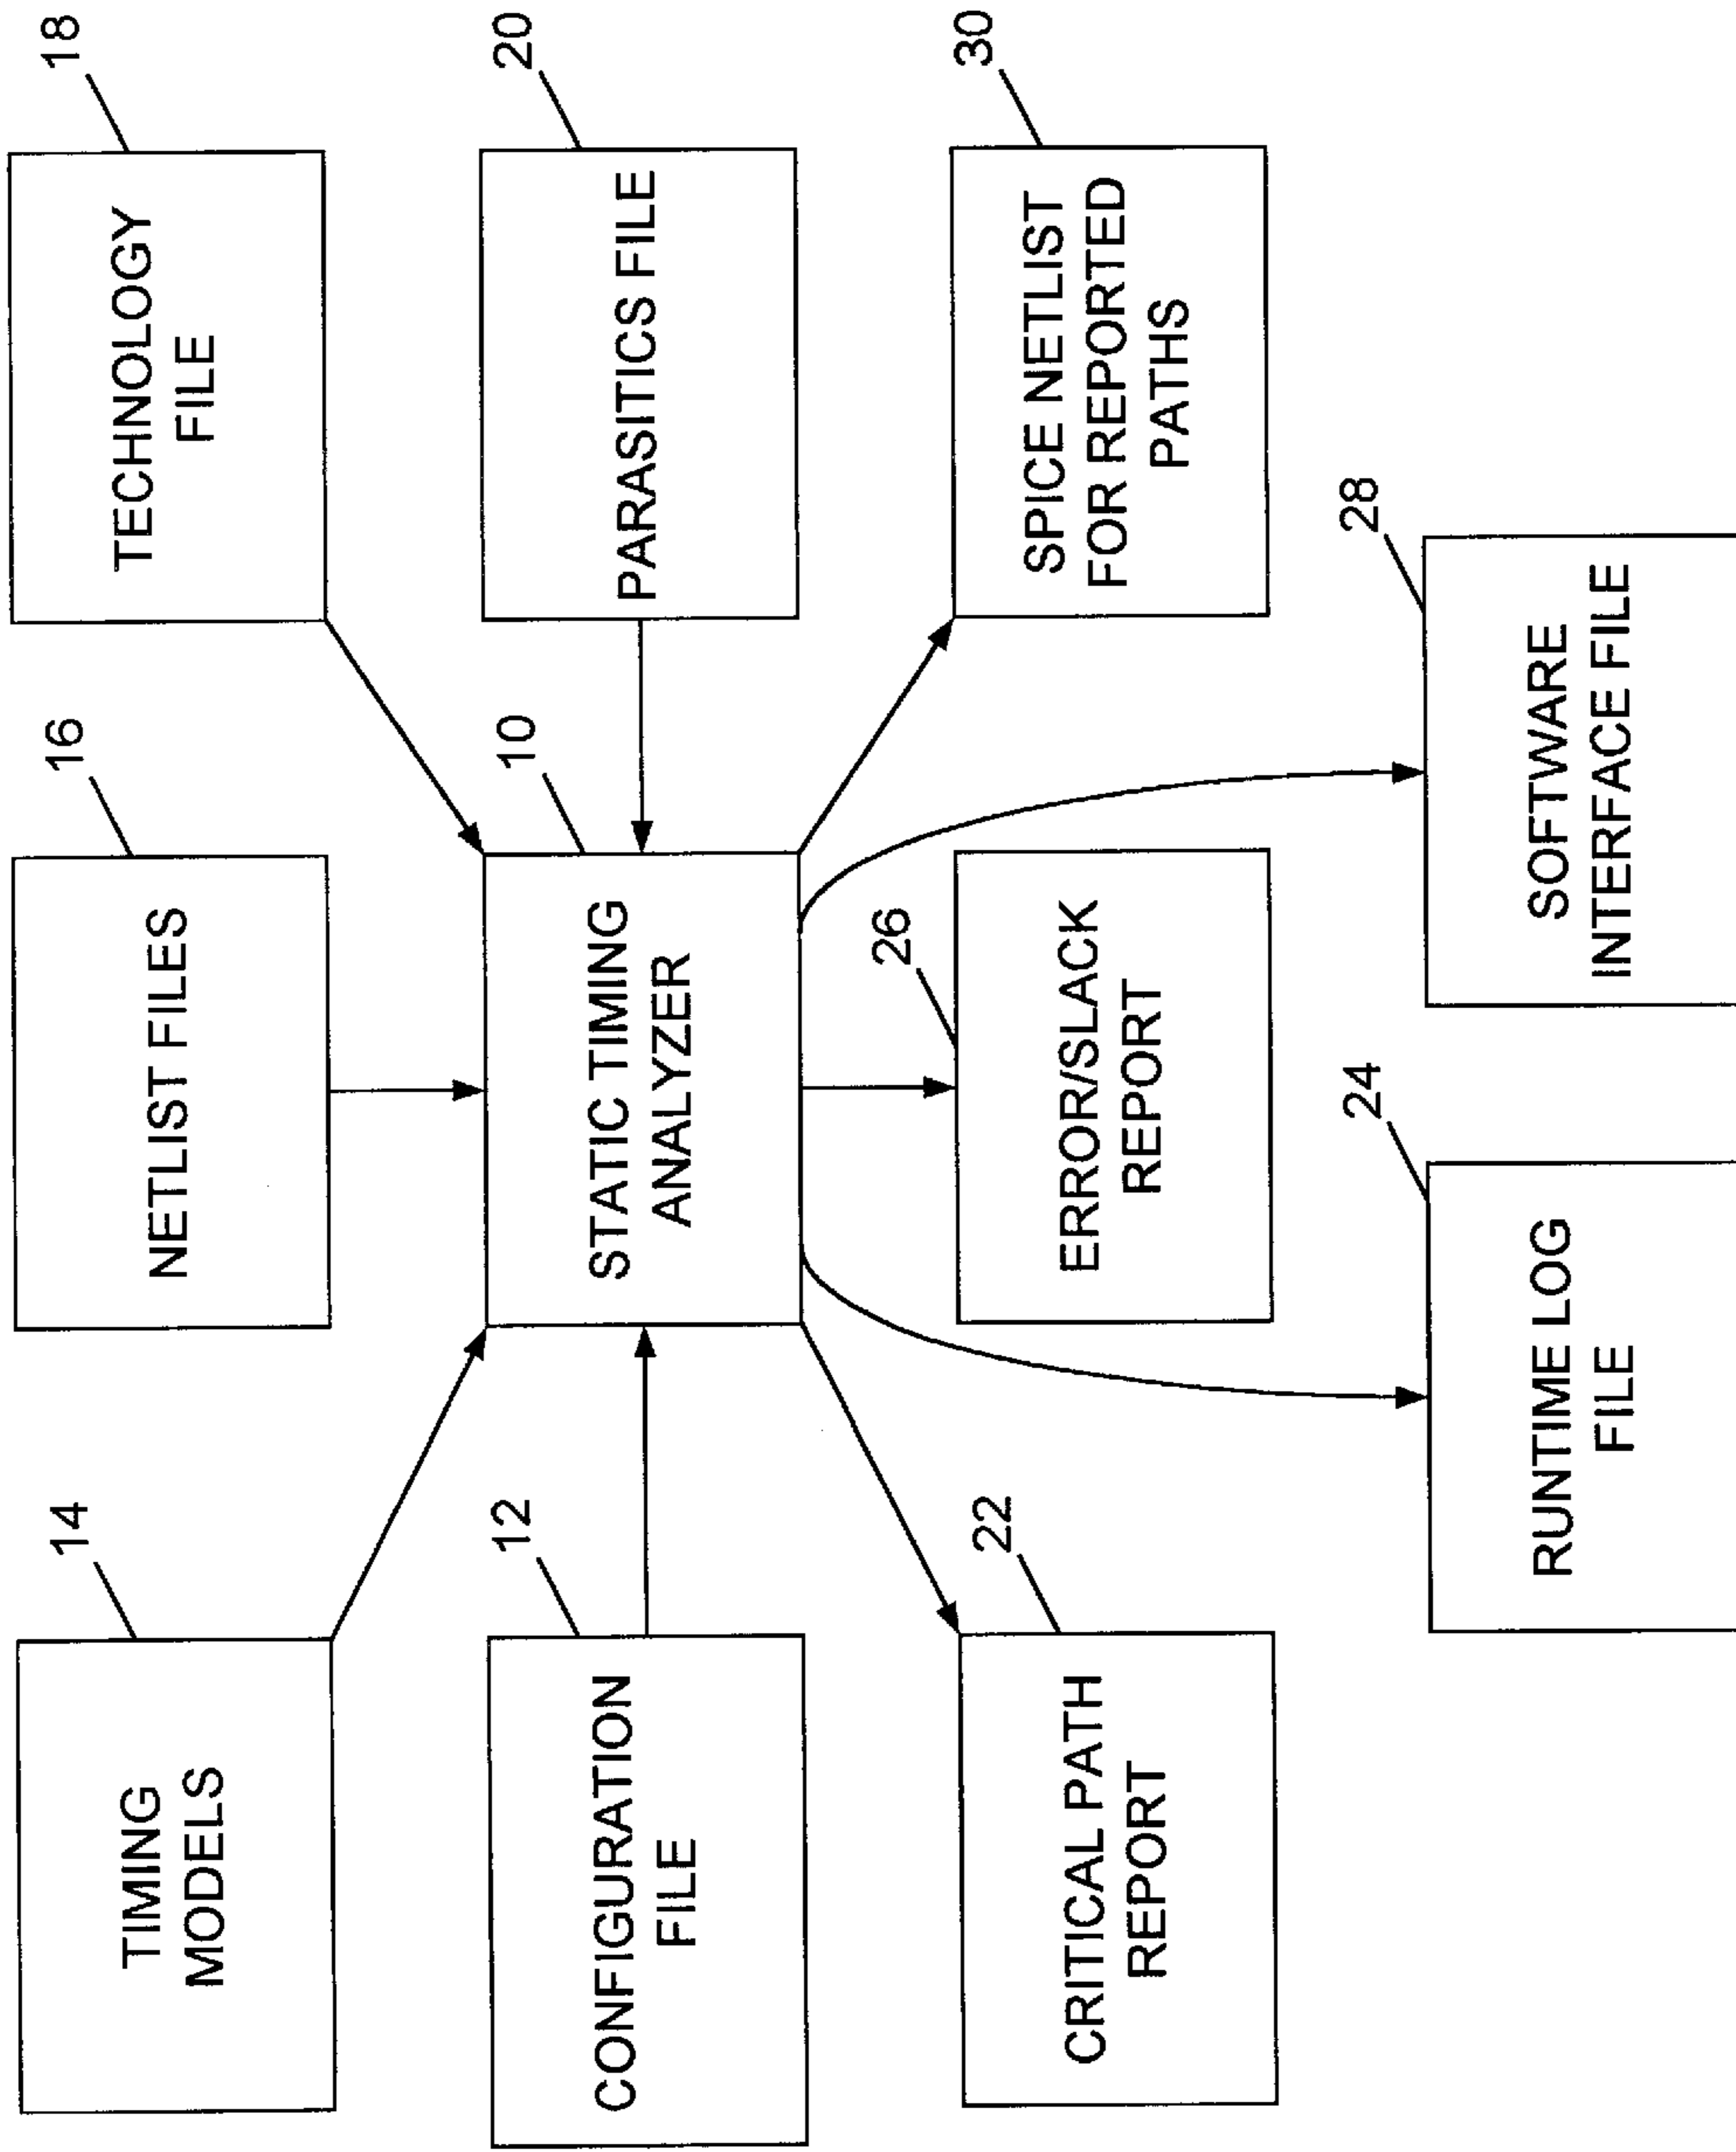 14
TIMING
MODELS
16
NETLIST FILES
18
TECHNOLOGY
FILE
12
CONFIGURATION
FILE
10
STATIC TIMING
ANALYZER
20
PARASITICS FILE
22
CRITICAL PATH
REPORT
26
ERROR/SLACK
REPORT
30
SPICE NETLIST
FOR REPORTED
PATHS
24
RUNTIME LOG
FILE
28
SOFTWARE
INTERFACE FILE